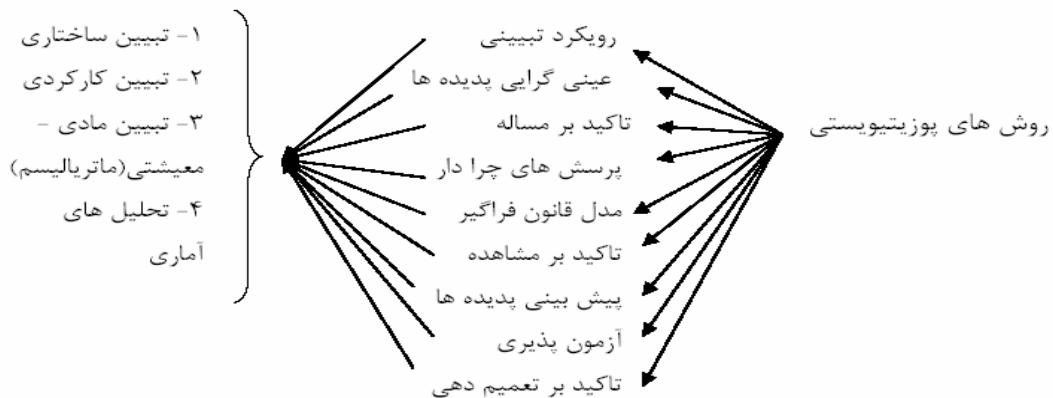 روش های پوزیتیویستی
رویکرد تبیینی
عینی گرایی پدیده ها
تاکید بر مساله
پرسش های چرا دار
مدل قانون فراگیر
تاکید بر مشاهده
پیش بینی پدیده ها
آزمون پذیری
تاکید بر تعمیم دهی
۱- تبیین ساختاری
۲- تبیین کارکردی
۳- تبیین مادی -
معیشتی(ماتریالیسم)
۴- تحلیل های
آماری